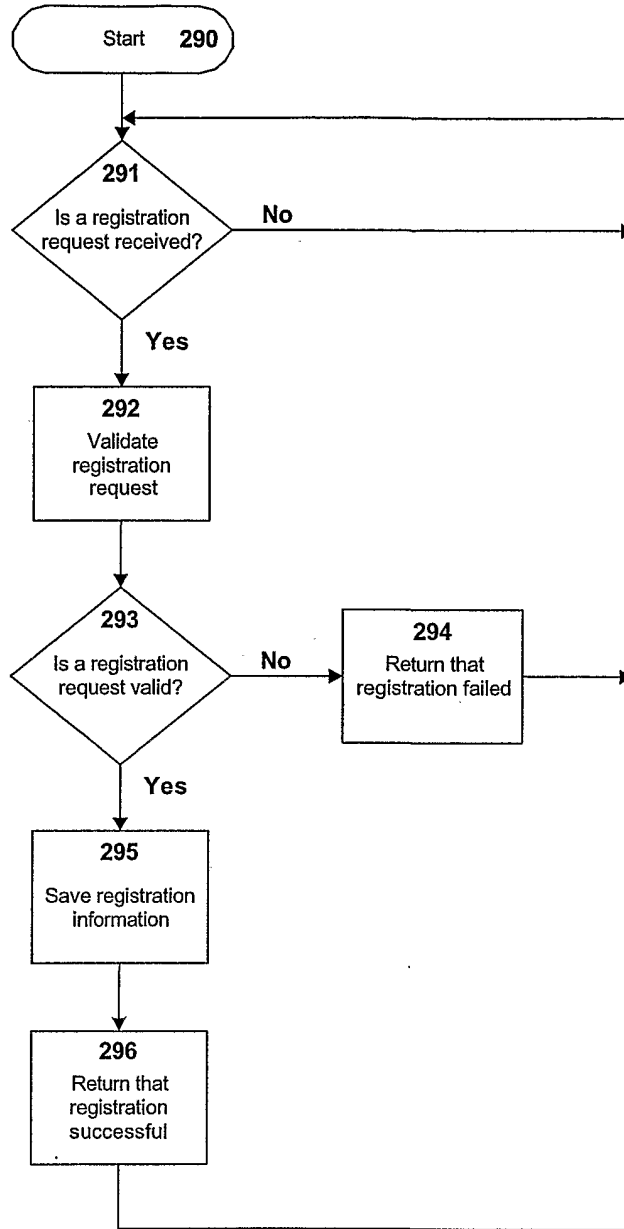 Start 290
291
Is a registration
request received?
No
Yes
292
Validate
registration
request
293
Is a registration
request valid?
No
294
Return that
registration failed
Yes
295
Save registration
information
296
Return that
registration
successful